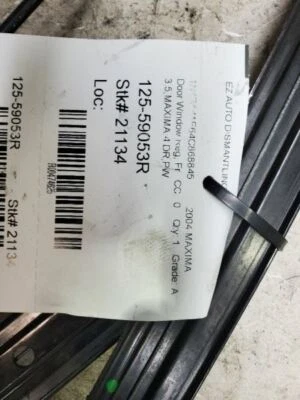 EZ AUTO DISMANTLING
2004 MAXIMA
Door Window Reg, Fr CC 0 Qty: 1 Grade: A
3.5,MAXIMA,4 DR,PW
125-59053R
Stk# 21134
Loc:
125-59053R
Stk# 2113